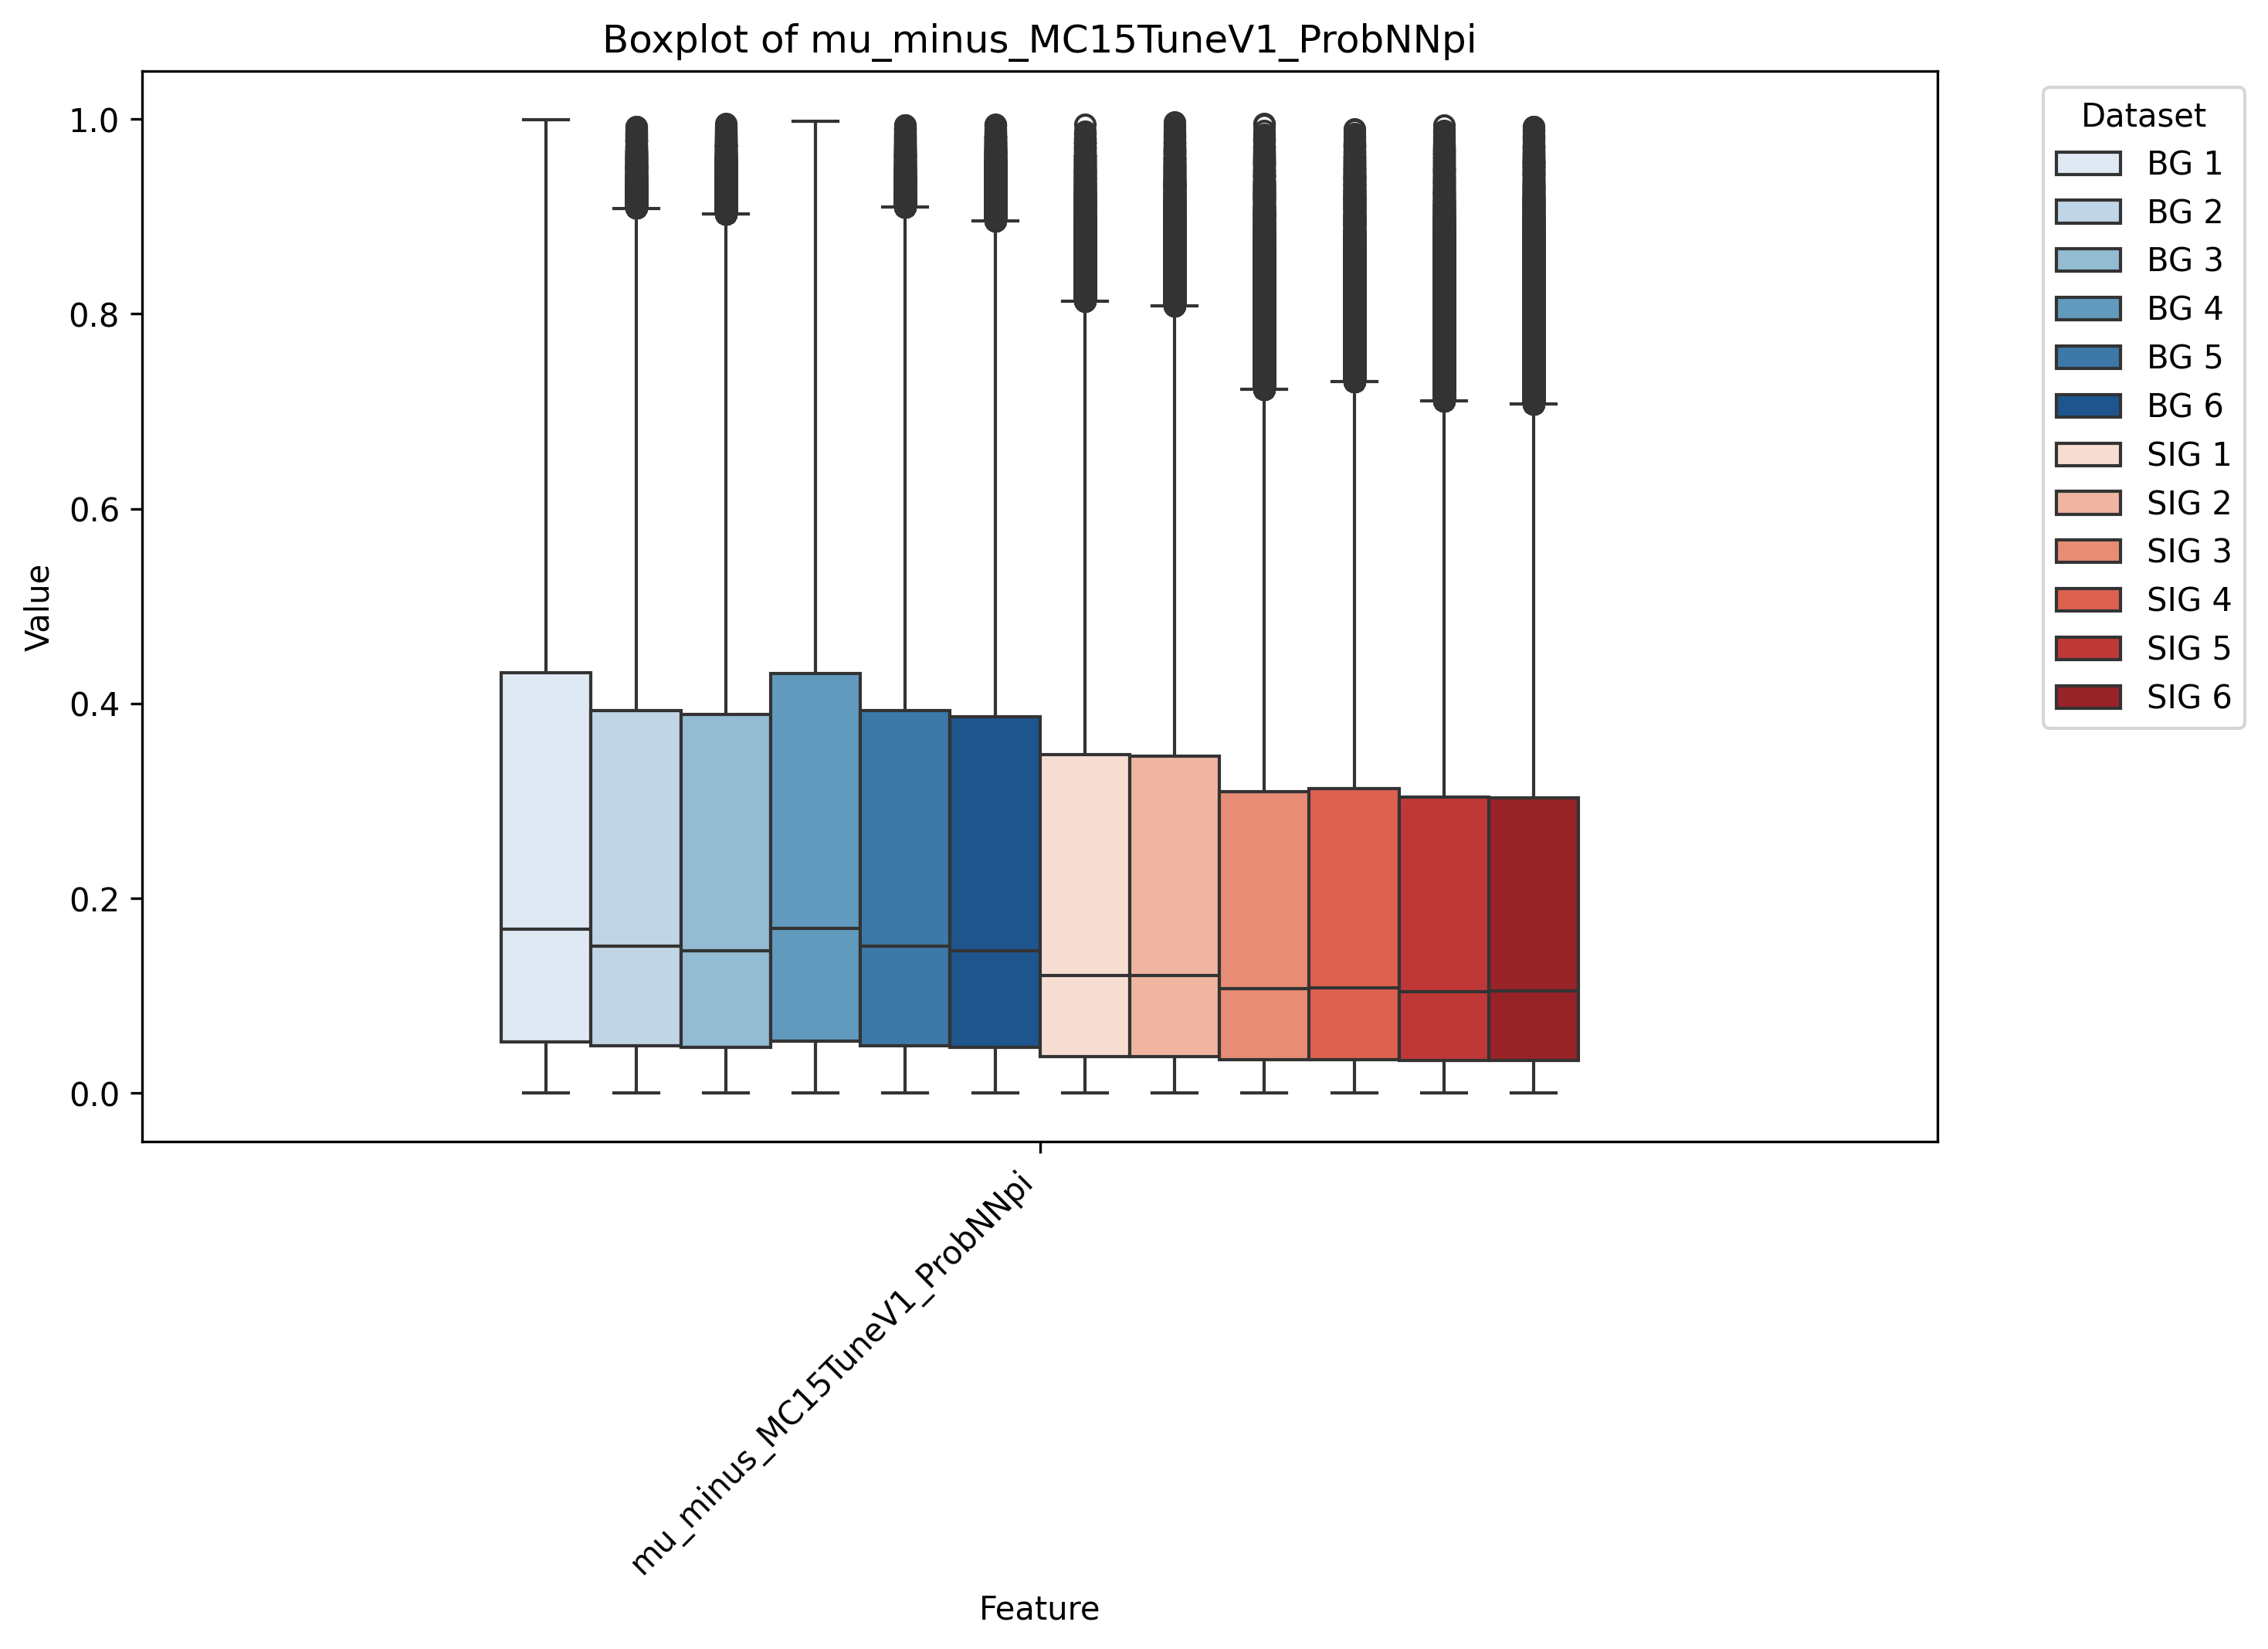 Boxplot of mu_minus_MC15TuneV1_ProbNNpi
Value
1.0
0.8
0.6
0.4
0.2
0.0
mu_minus_MC15TuneV1_ProbNNpi
Feature
Dataset
BG 1
BG 2
BG 3
BG 4
BG 5
BG 6
SIG 1
SIG 2
SIG 3
SIG 4
SIG 5
SIG 6